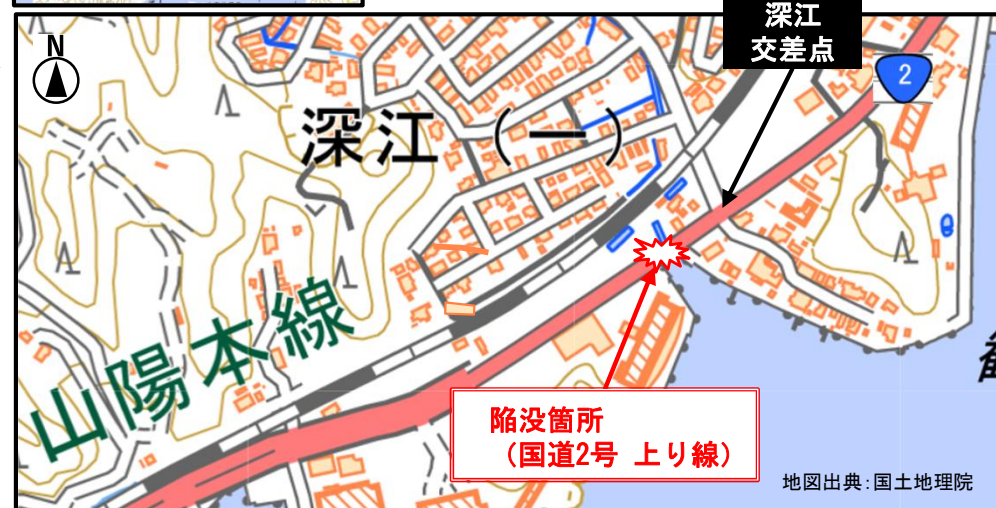 深江
交差点
N
2
深江（一）
山陽本線
陥没箇所
（国道2号 上り線）
地図出典：国土地理院